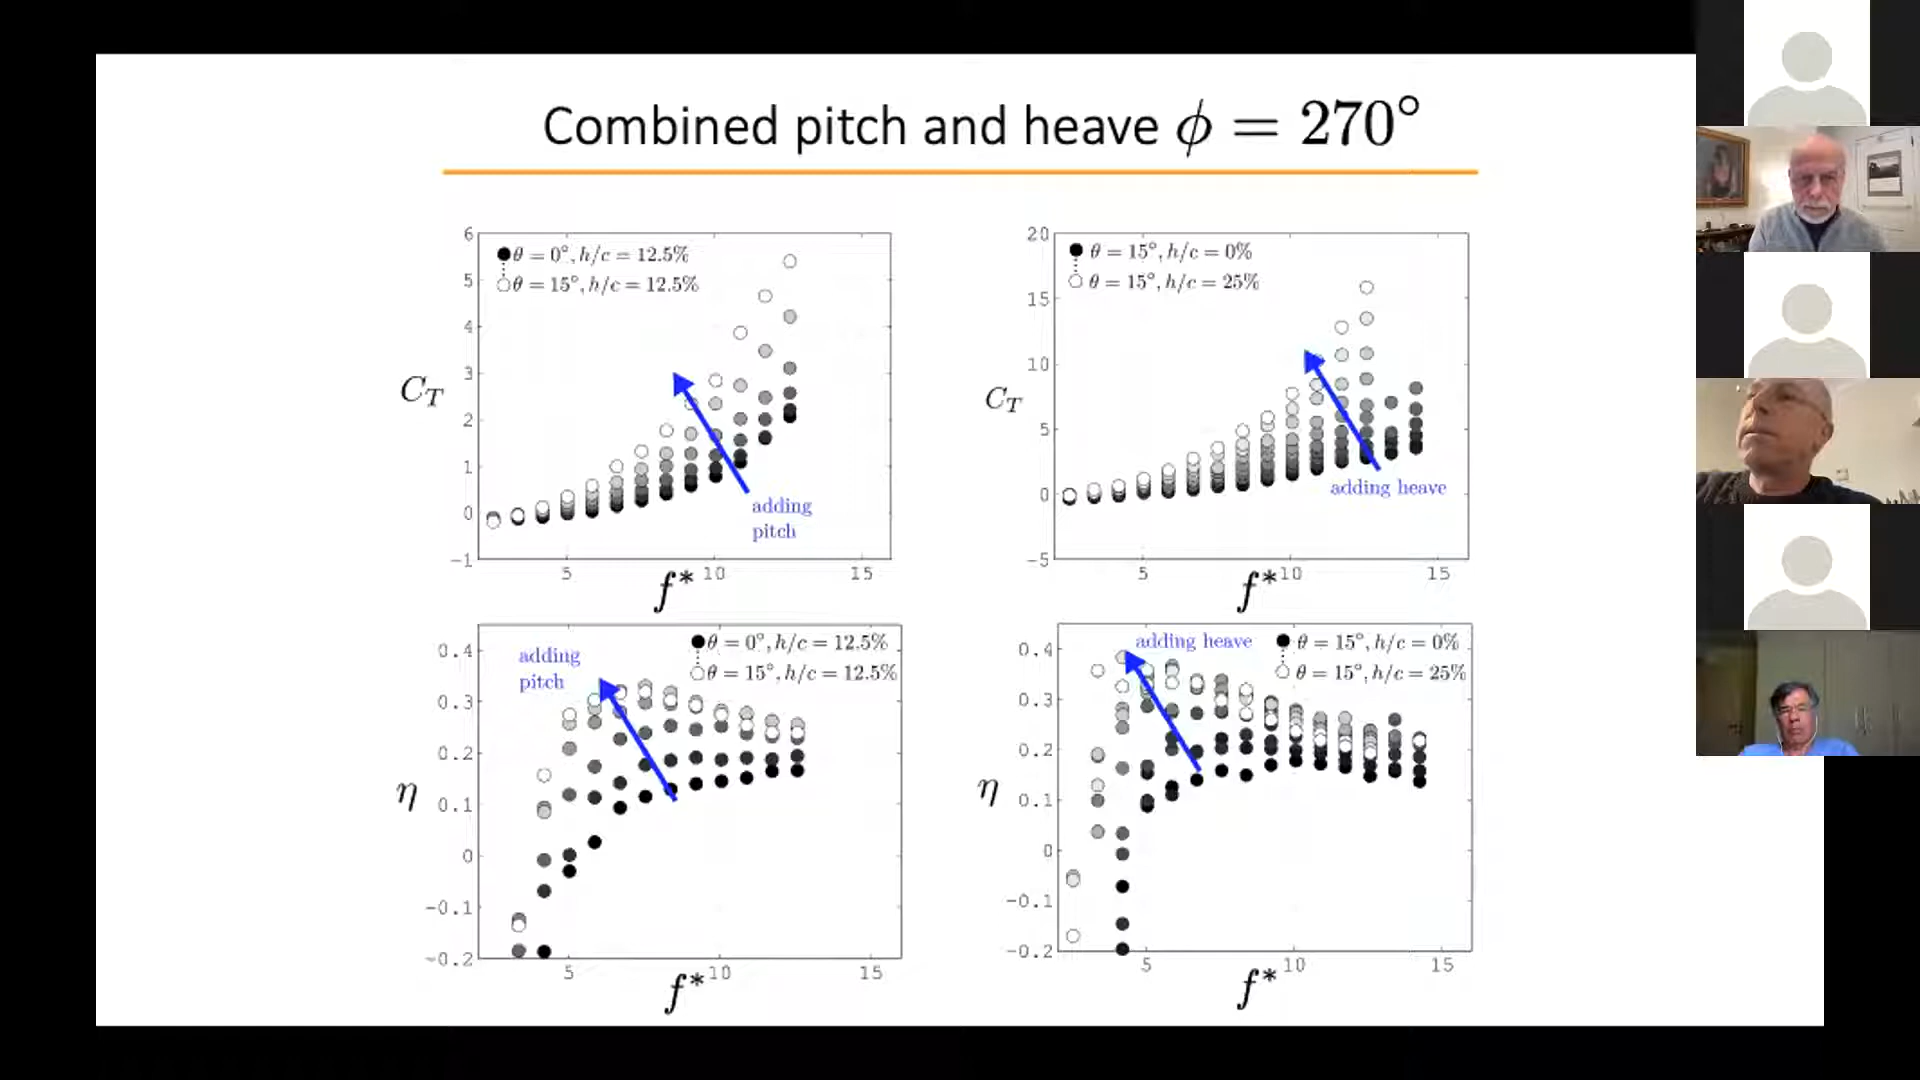 Combined pitch and heave ϕ = 270°
6
5
4
3
2
1
0
−1
C_T
θ = 0°, h/c = 12.5%
θ = 15°, h/c = 12.5%
adding
pitch
5
10
15
f*
20
15
10
5
0
−5
C_T
θ = 15°, h/c = 0%
θ = 15°, h/c = 25%
adding heave
5
10
15
f*
0.4
0.3
0.2
0.1
0
−0.1
−0.2
η
adding
pitch
θ = 0°, h/c = 12.5%
θ = 15°, h/c = 12.5%
5
10
15
f*
0.4
0.3
0.2
0.1
0
−0.1
−0.2
η
adding heave
θ = 15°, h/c = 0%
θ = 15°, h/c = 25%
5
10
15
f*